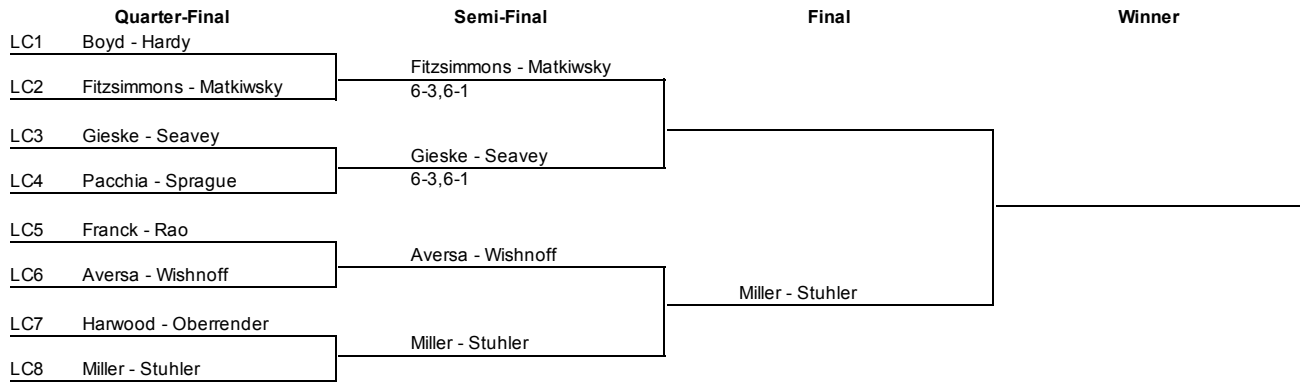 Quarter-Final Semi-Final Final Winner
LC1 Boyd - Hardy
Fitzsimmons - Matkiwsky
LC2 Fitzsimmons - Matkiwsky
6-3,6-1
LC3 Gieske - Seavey
Gieske - Seavey
LC4 Pacchia - Sprague
6-3,6-1
LC5 Franck - Rao
Aversa - Wishnoff
LC6 Aversa - Wishnoff
Miller - Stuhler
LC7 Harwood - Oberrender
Miller - Stuhler
LC8 Miller - Stuhler